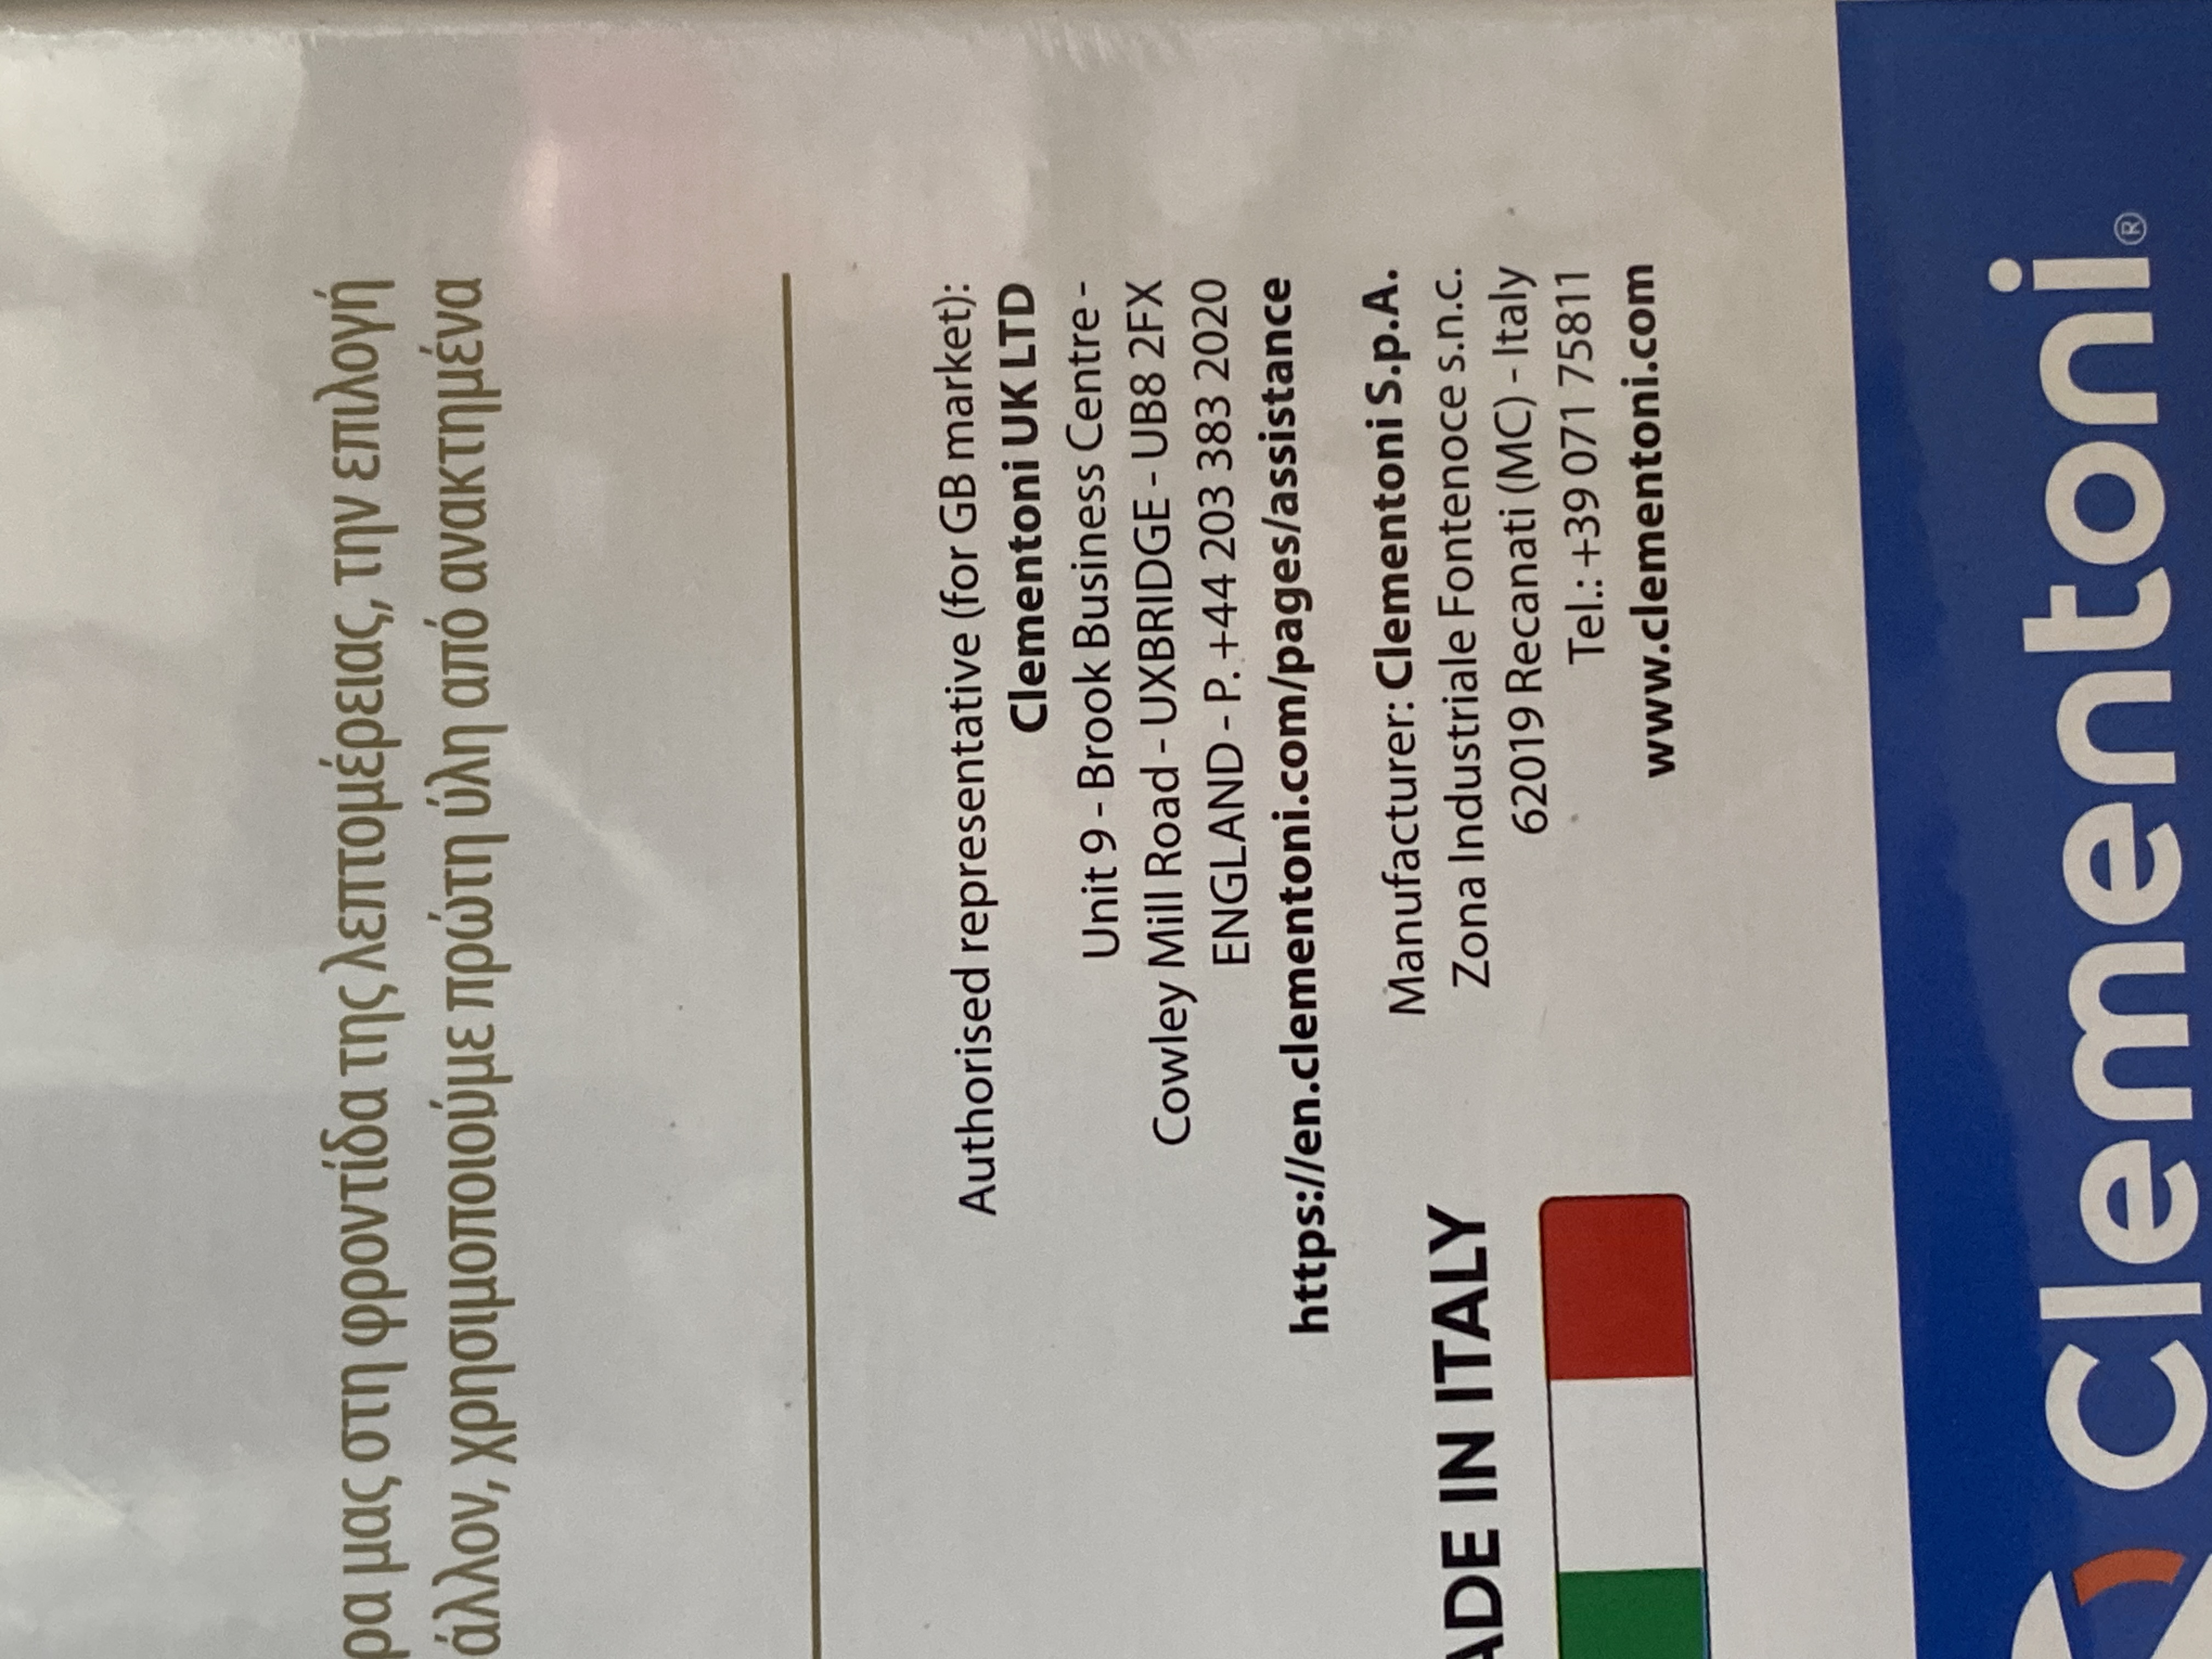 ρα μας στη φροντίδα της λεπτομέρειας, την επιλογή
άλλον, χρησιμοποιούμε πρώτη ύλη από ανακτημένα
Authorised representative (for GB market):
Clementoni UK LTD
Unit 9 - Brook Business Centre -
Cowley Mill Road - UXBRIDGE - UB8 2FX
ENGLAND - P. +44 203 383 2020
https://en.clementoni.com/pages/assistance
Manufacturer: Clementoni S.p.A.
Zona Industriale Fontenoce s.n.c.
62019 Recanati (MC) - Italy
Tel.: +39 071 75811
www.clementoni.com
ADE IN ITALY
Clementoni®